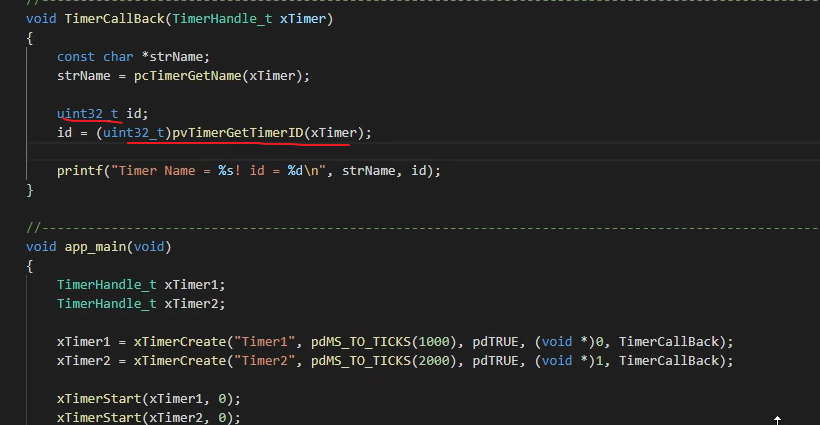 //------------------------------------------------------------------------------------------------------
void TimerCallBack(TimerHandle_t xTimer)
{
    const char *strName;
    strName = pcTimerGetName(xTimer);
    uint32_t id;
    id = (uint32_t)pvTimerGetTimerID(xTimer);
    printf("Timer Name = %s! id = %d\n", strName, id);
}
//------------------------------------------------------------------------------------------------------
void app_main(void)
{
    TimerHandle_t xTimer1;
    TimerHandle_t xTimer2;
    xTimer1 = xTimerCreate("Timer1", pdMS_TO_TICKS(1000), pdTRUE, (void *)0, TimerCallBack);
    xTimer2 = xTimerCreate("Timer2", pdMS_TO_TICKS(2000), pdTRUE, (void *)1, TimerCallBack);
    xTimerStart(xTimer1, 0);
    xTimerStart(xTimer2, 0);